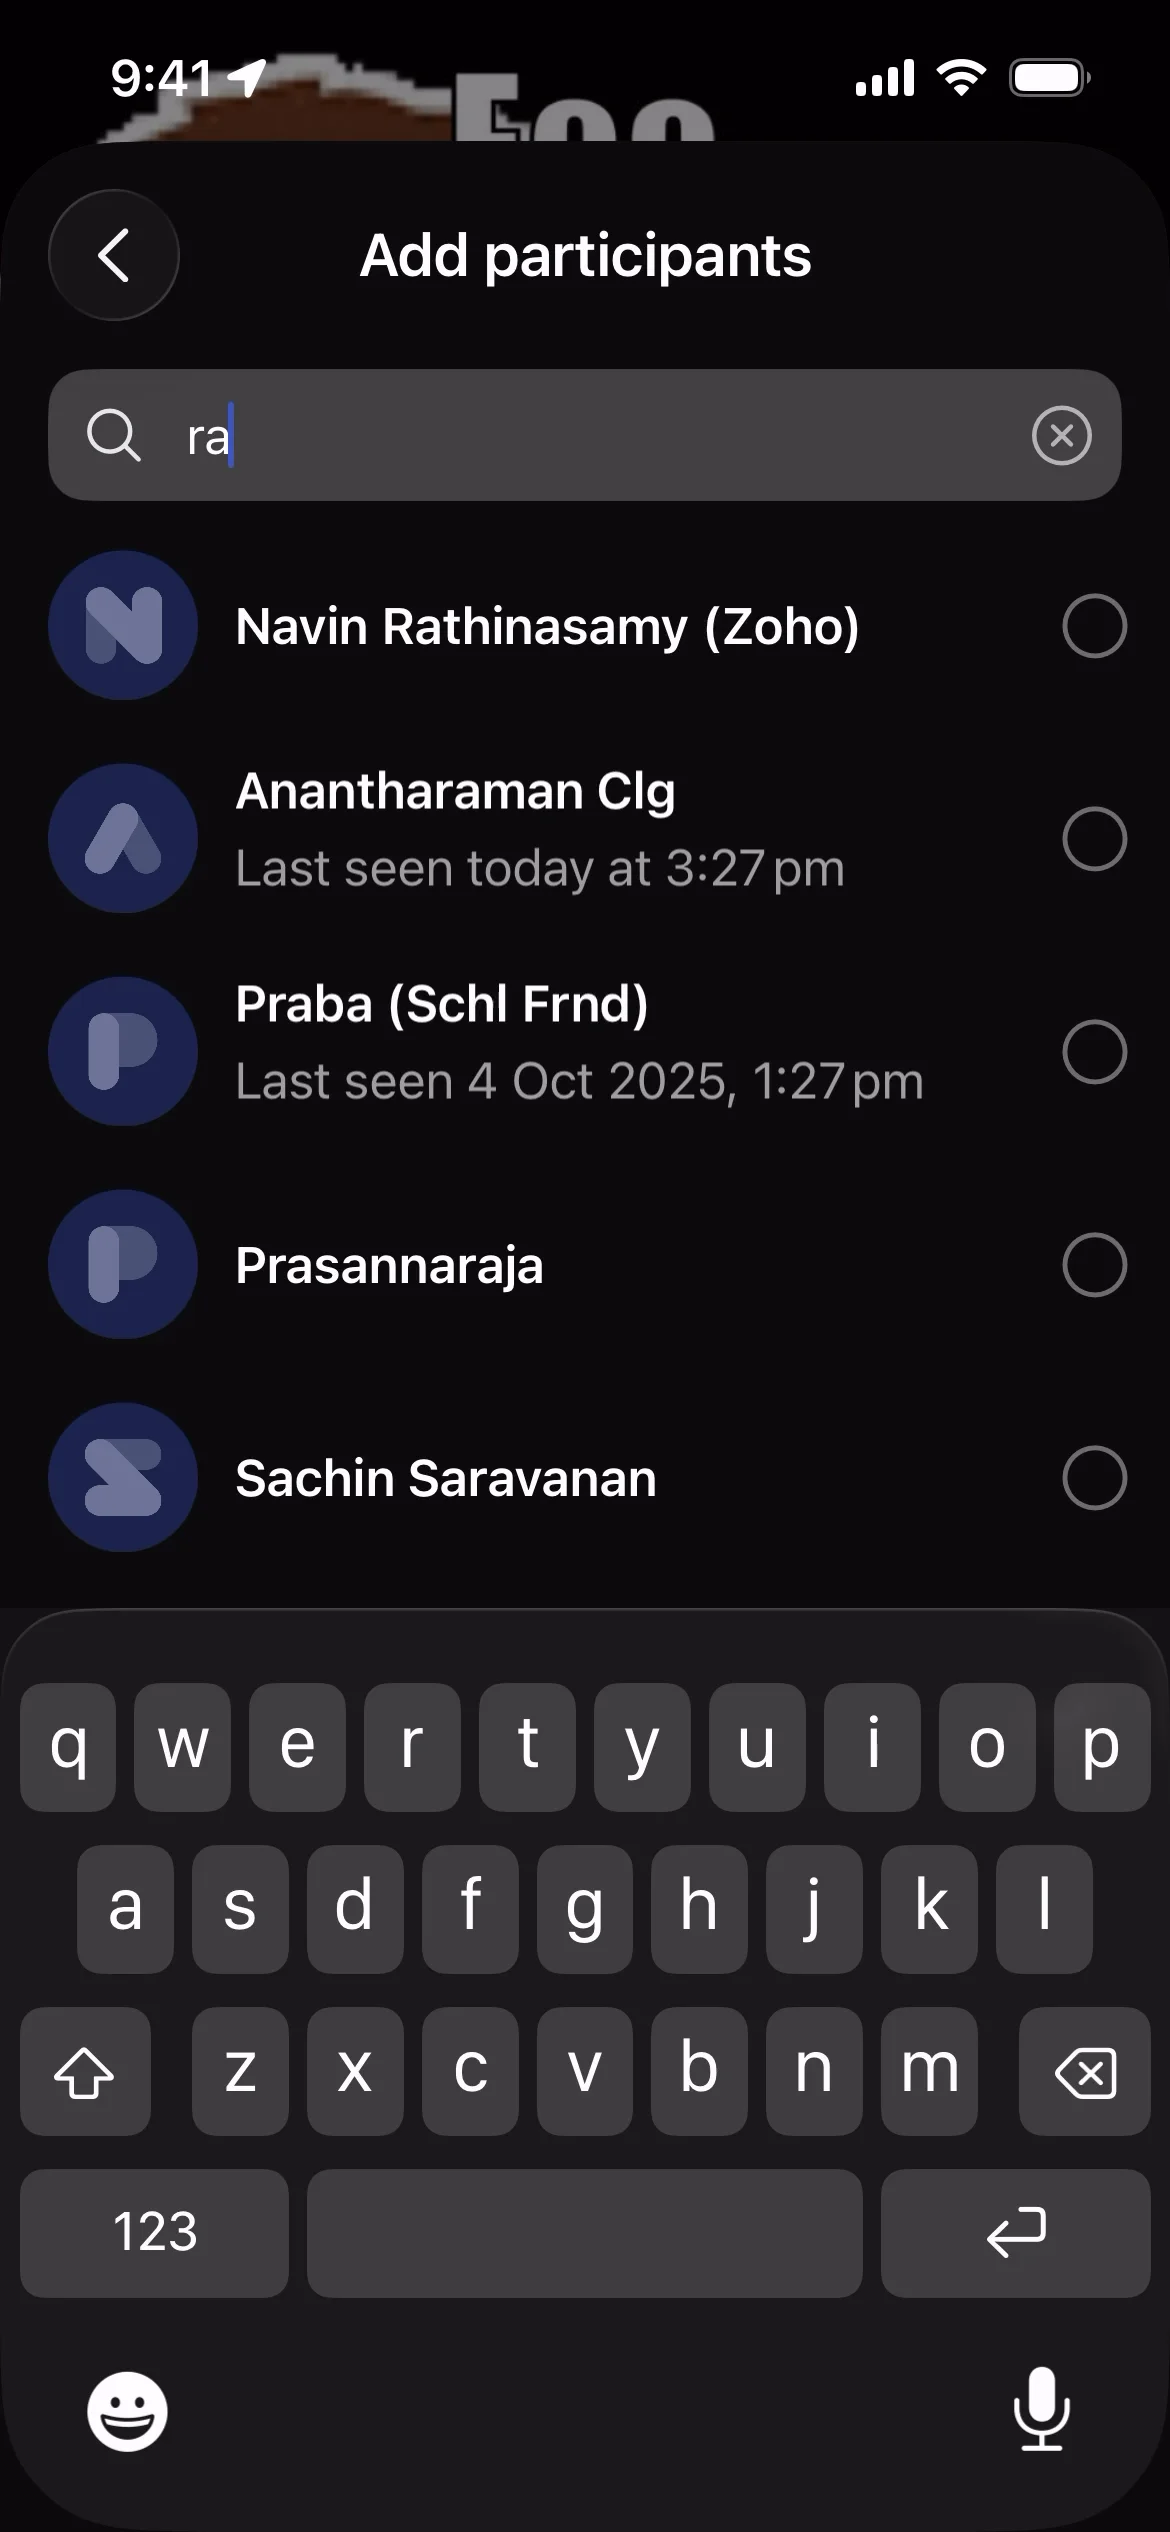 9:41
Add participants
ra
Navin Rathinasamy (Zoho)
Anantharaman Clg
Last seen today at 3:27 pm
Praba (Schl Frnd)
Last seen 4 Oct 2025, 1:27 pm
Prasannaraja
Sachin Saravanan
q w e r t y u i o p
a s d f g h j k l
z x c v b n m
123